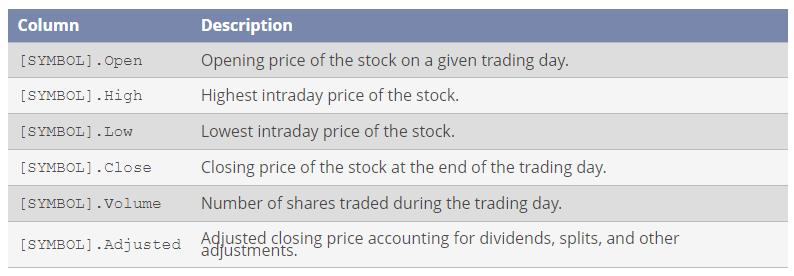 Column Description
[SYMBOL].Open Opening price of the stock on a given trading day.
[SYMBOL].High Highest intraday price of the stock.
[SYMBOL].Low Lowest intraday price of the stock.
[SYMBOL].Close Closing price of the stock at the end of the trading day.
[SYMBOL].Volume Number of shares traded during the trading day.
[SYMBOL].Adjusted Adjusted closing price accounting for dividends, splits, and other
adjustments.